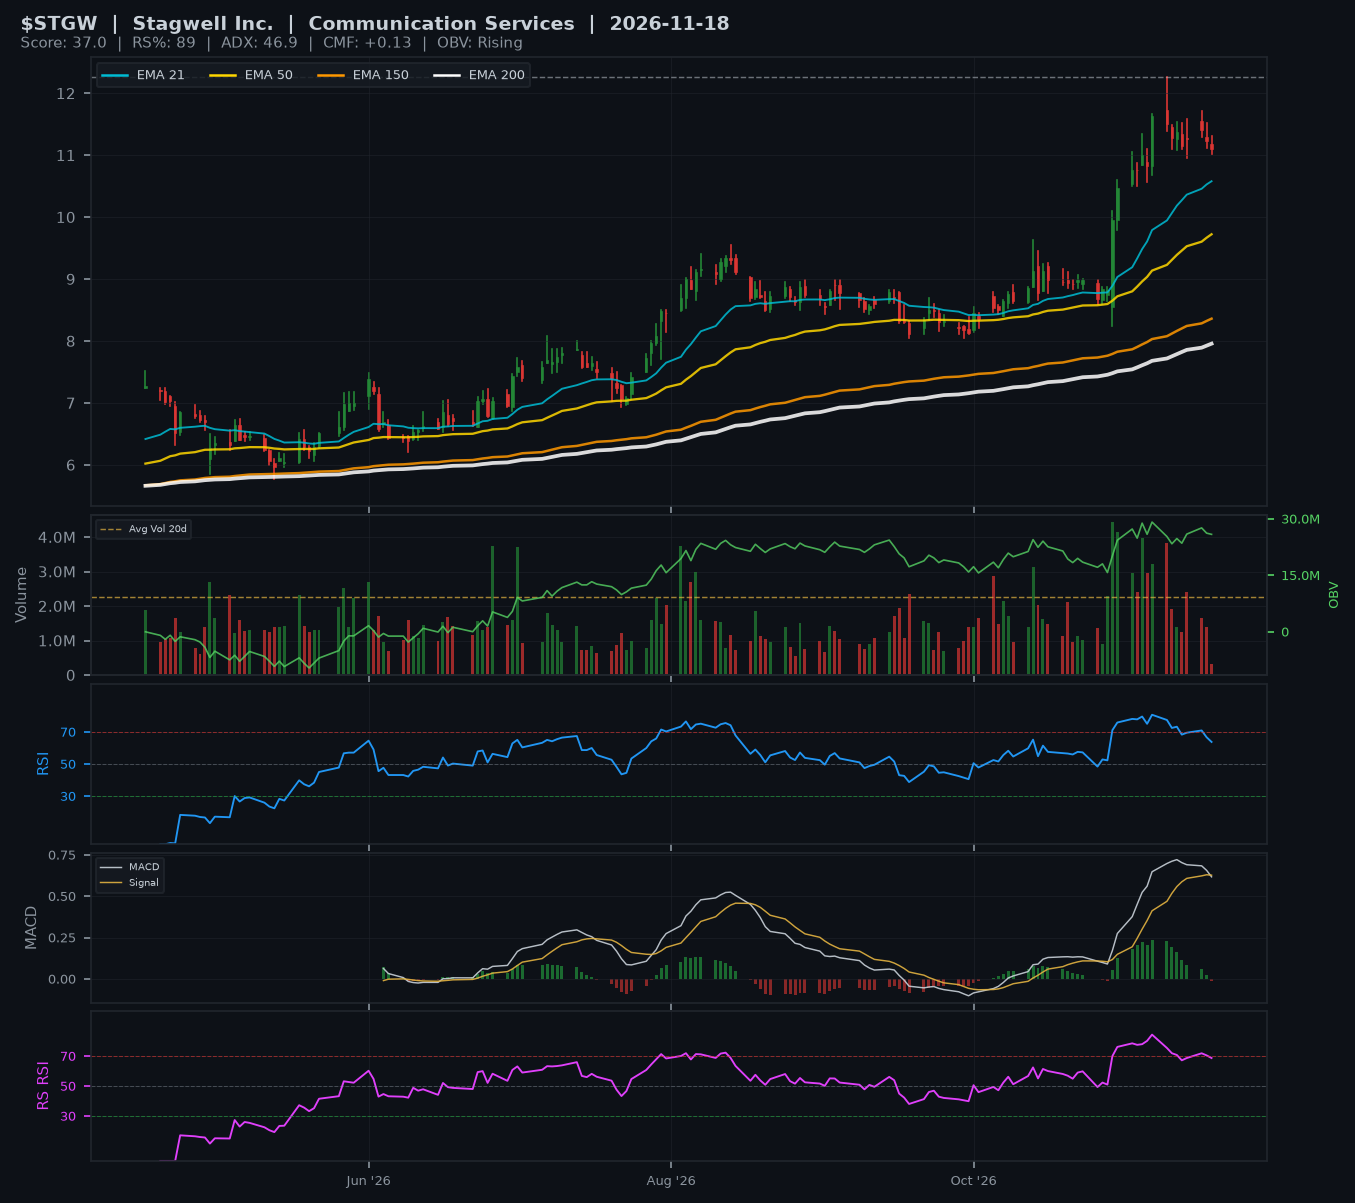 $STGW | Stagwell Inc. | Communication Services | 2026-11-18
Score: 37.0 | RS%: 89 | ADX: 46.9 | CMF: +0.13 | OBV: Rising
EMA 21 EMA 50 EMA 150 EMA 200
12
11
10
9
8
7
6
Avg Vol 20d
Volume
4.0M
3.0M
2.0M
1.0M
0
OBV
30.0M
15.0M
0
RSI
70
50
30
MACD
Signal
MACD
0.75
0.50
0.25
0.00
RS RSI
70
50
30
Jun '26 Aug '26 Oct '26